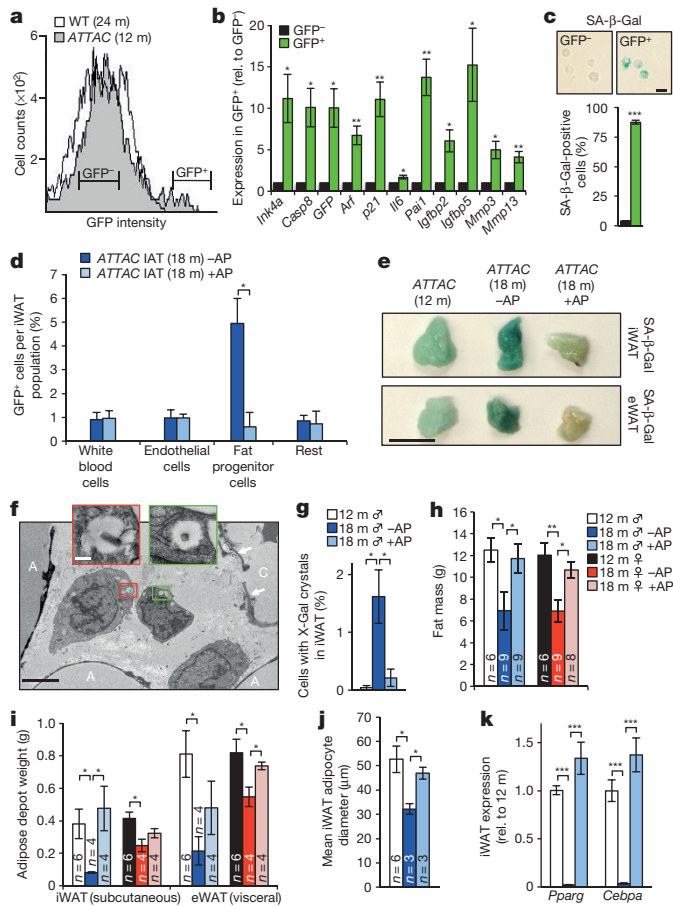 a
WT (24 m)
ATTAC (12 m)
Cell counts (×10²)
6
4
2
GFP⁻
GFP⁺
GFP intensity
b
GFP⁻
GFP⁺
Expression in GFP⁺ (rel. to GFP⁻)
25
20
15
10
5
0
* * * ** ** * ** * * * **
Ink4a Casp8 GFP Arf p21 Il6 Pai1 Igfbp2 Igfbp5 Mmp3 Mmp13
c
SA-β-Gal
GFP⁻ GFP⁺
SA-β-Gal-positive cells (%)
100
75
50
25
0
***
d
ATTAC IAT (18 m) –AP
ATTAC IAT (18 m) +AP
GFP⁺ cells per iWAT population (%)
7
6
5
4
3
2
1
0
*
White blood cells
Endothelial cells
Fat progenitor cells
Rest
e
ATTAC (12 m)
ATTAC (18 m) –AP
ATTAC (18 m) +AP
SA-β-Gal iWAT
SA-β-Gal eWAT
f
A
C
A
A
g
12 m ♂
18 m ♂ –AP
18 m ♂ +AP
Cells with X-Gal crystals in iWAT (%)
2
1
0
* *
h
12 m ♂
18 m ♂ –AP
18 m ♂ +AP
12 m ♀
18 m ♀ –AP
18 m ♀ +AP
Fat mass (g)
16
14
12
10
8
6
4
2
0
* * ** *
n = 6 n = 9 n = 9 n = 6 n = 9 n = 8
i
Adipose depot weight (g)
1.0
0.8
0.6
0.4
0.2
0
* * * * * *
n = 6 n = 4 n = 4 n = 6 n = 4 n = 4 n = 6 n = 4 n = 4 n = 6 n = 4 n = 4
iWAT (subcutaneous) eWAT (visceral)
j
Mean iWAT adipocyte diameter (μm)
70
60
50
40
30
20
10
0
* *
n = 6 n = 3 n = 3
k
iWAT expression (rel. to 12 m)
2
1
0
*** *** *** ***
Pparg Cebpa